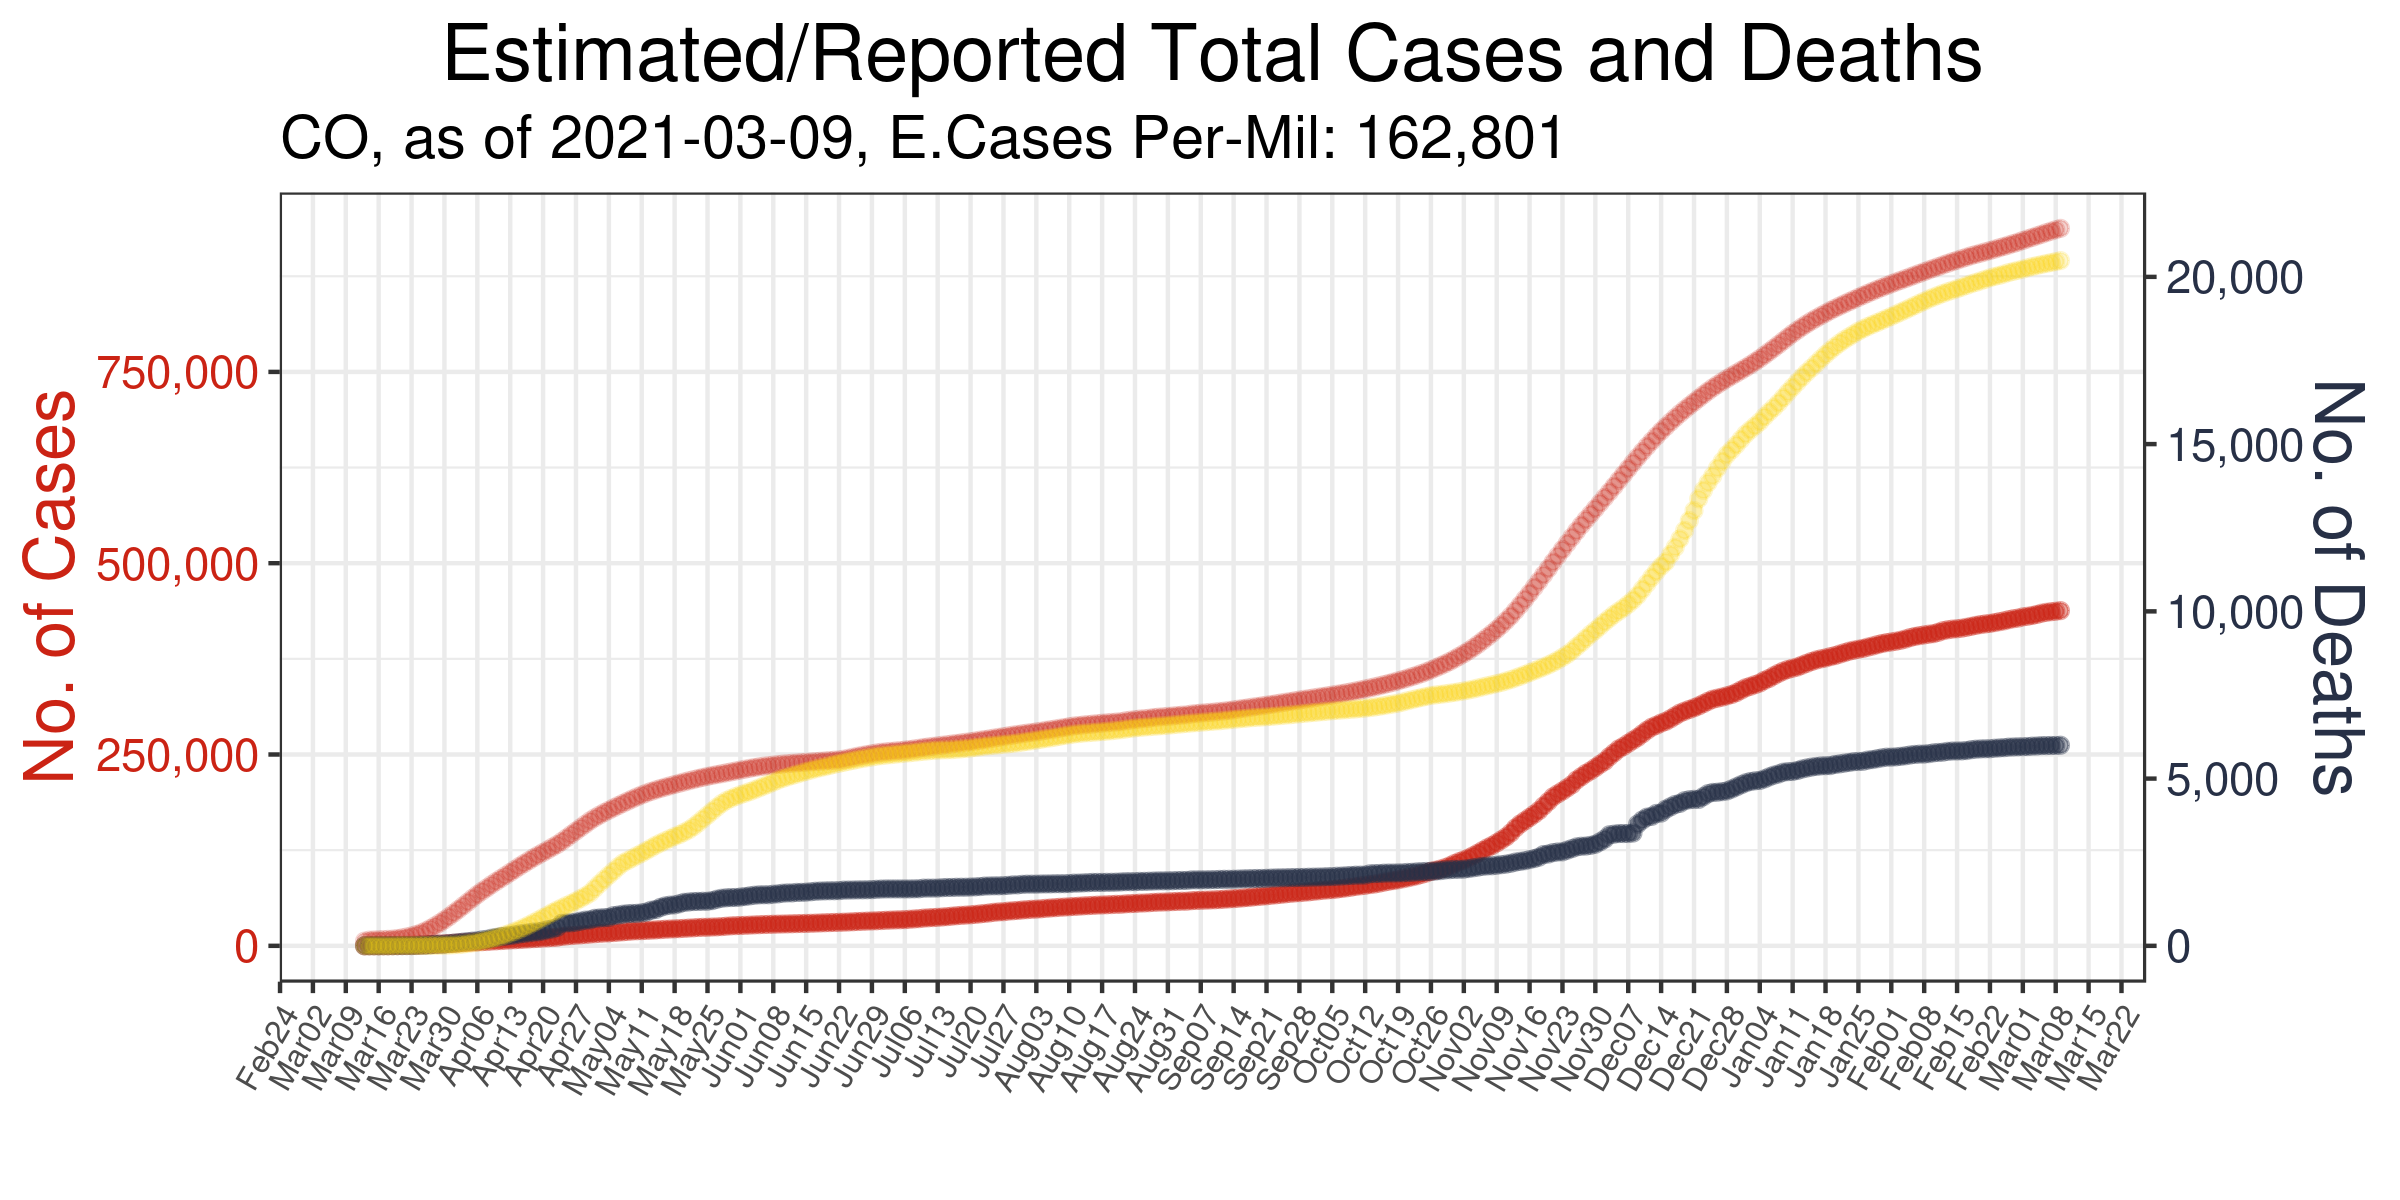 Estimated/Reported Total Cases and Deaths
CO, as of 2021-03-09, E.Cases Per-Mil: 162,801
No. of Cases
750,000
500,000
250,000
0
20,000
15,000
10,000
5,000
0
No. of Deaths
Feb24
Mar02
Mar09
Mar16
Mar23
Mar30
Apr06
Apr13
Apr20
Apr27
May04
May11
May18
May25
Jun01
Jun08
Jun15
Jun22
Jun29
Jul06
Jul13
Jul20
Jul27
Aug03
Aug10
Aug17
Aug24
Aug31
Sep07
Sep14
Sep21
Sep28
Oct05
Oct12
Oct19
Oct26
Nov02
Nov09
Nov16
Nov23
Nov30
Dec07
Dec14
Dec21
Dec28
Jan04
Jan11
Jan18
Jan25
Feb01
Feb08
Feb15
Feb22
Mar01
Mar08
Mar15
Mar22